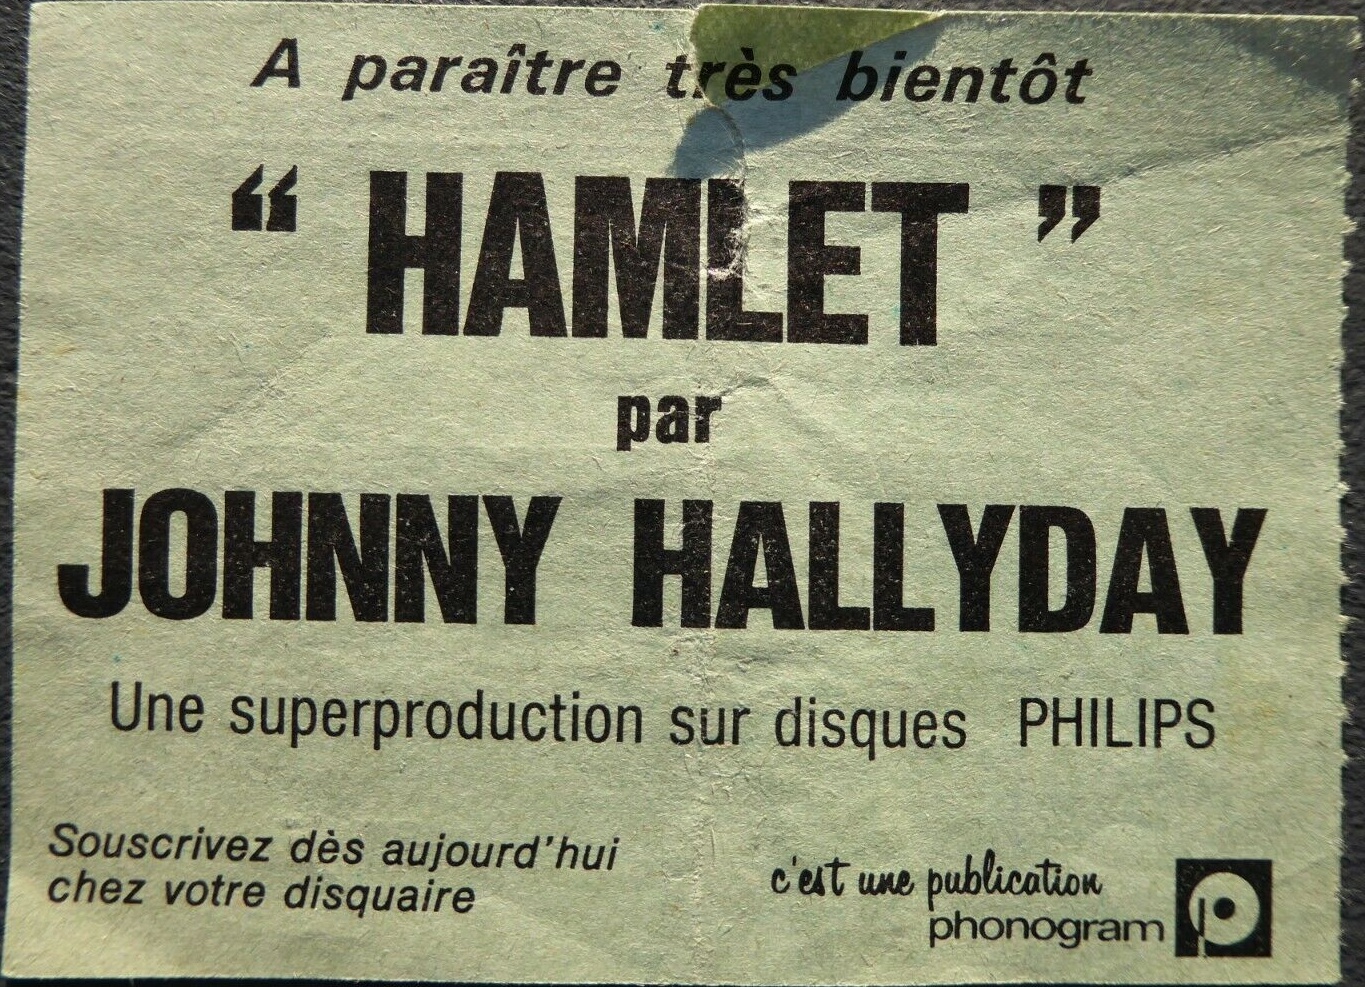 A paraître très bientôt
“ HAMLET ”
par
JOHNNY HALLYDAY
Une superproduction sur disques PHILIPS
Souscrivez dès aujourd'hui
chez votre disquaire
c'est une publication
phonogram